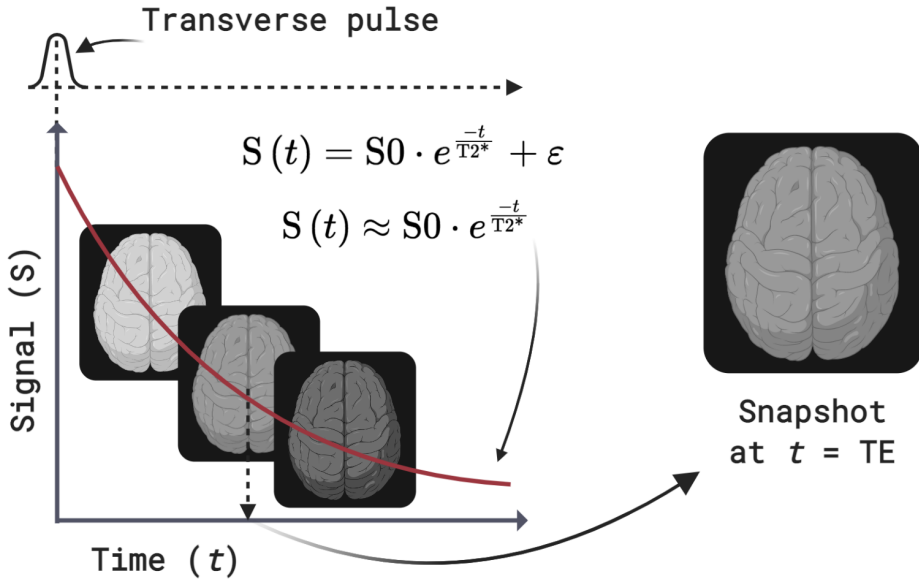 Transverse pulse
S (t) = S0 · e^{-t/T2*} + ε
S (t) ≈ S0 · e^{-t/T2*}
Signal (S)
Time (t)
Snapshot
at t = TE